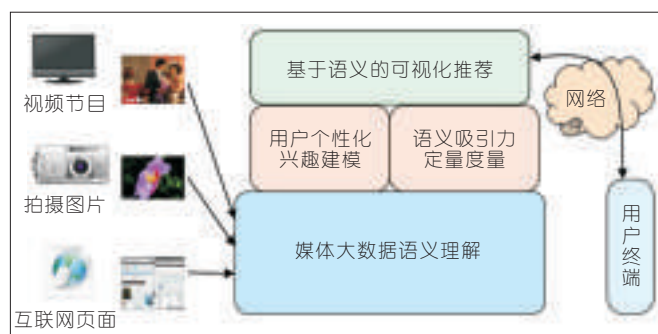 视频节目
拍摄图片
互联网页面
基于语义的可视化推荐
用户个性化
兴趣建模
语义吸引力
定量度量
媒体大数据语义理解
网络
用户终端